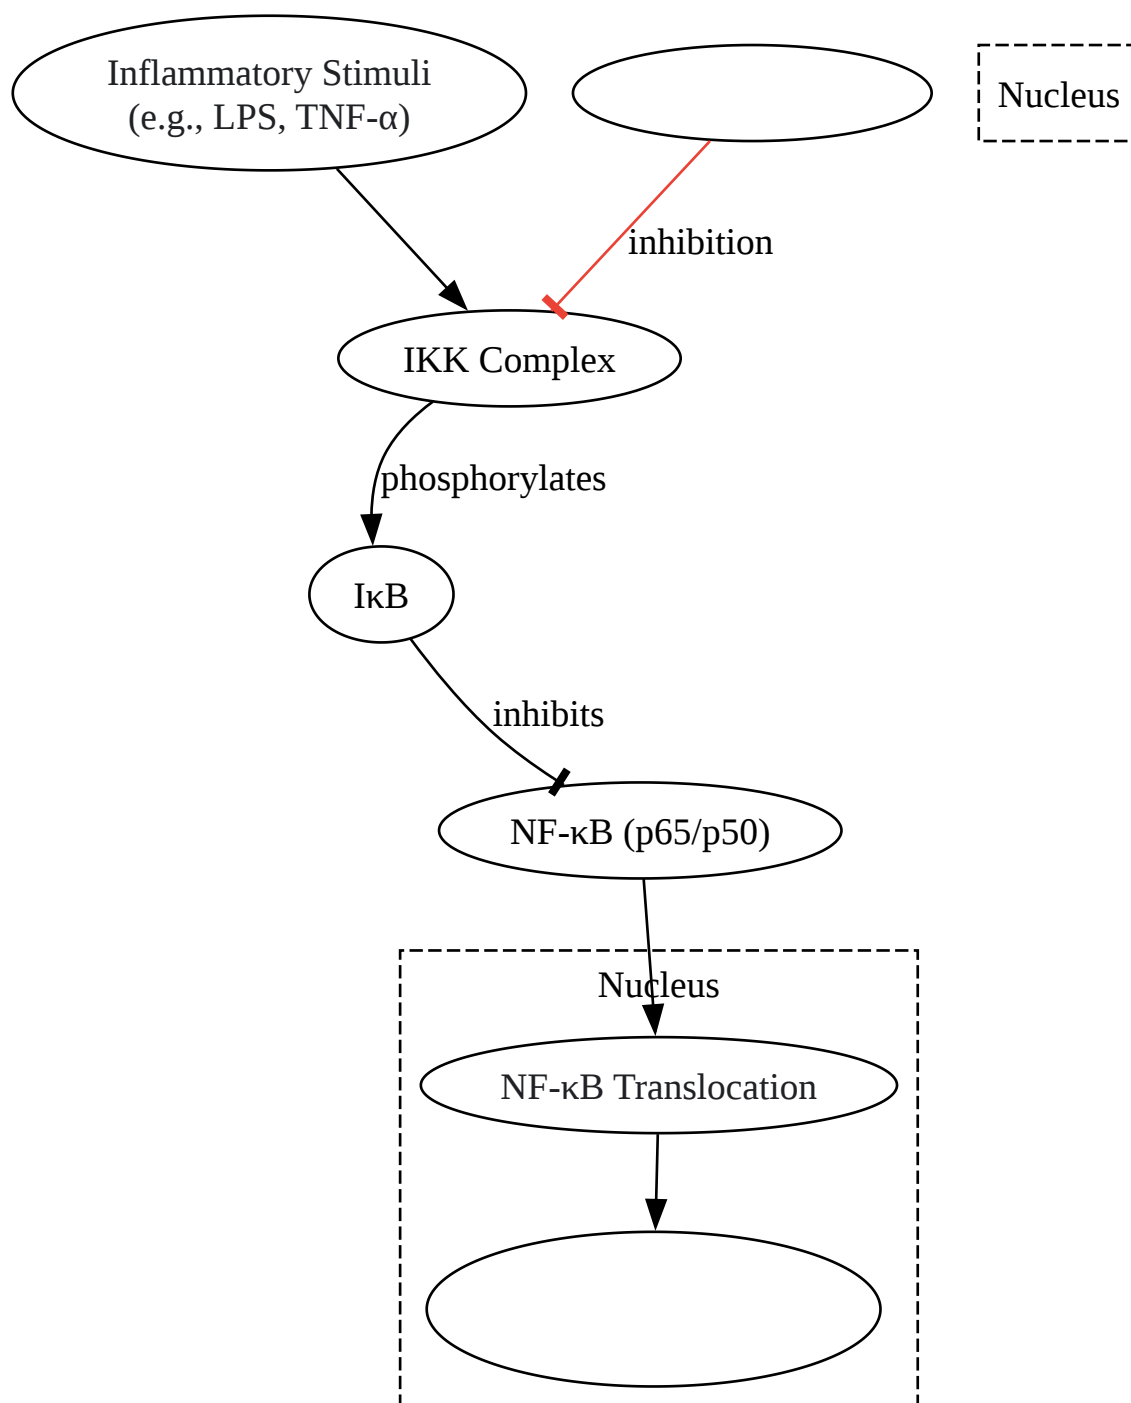 Inflammatory Stimuli
(e.g., LPS, TNF-α)
Nucleus
inhibition
IKK Complex
phosphorylates
IκB
inhibits
NF-κB (p65/p50)
Nucleus
NF-κB Translocation